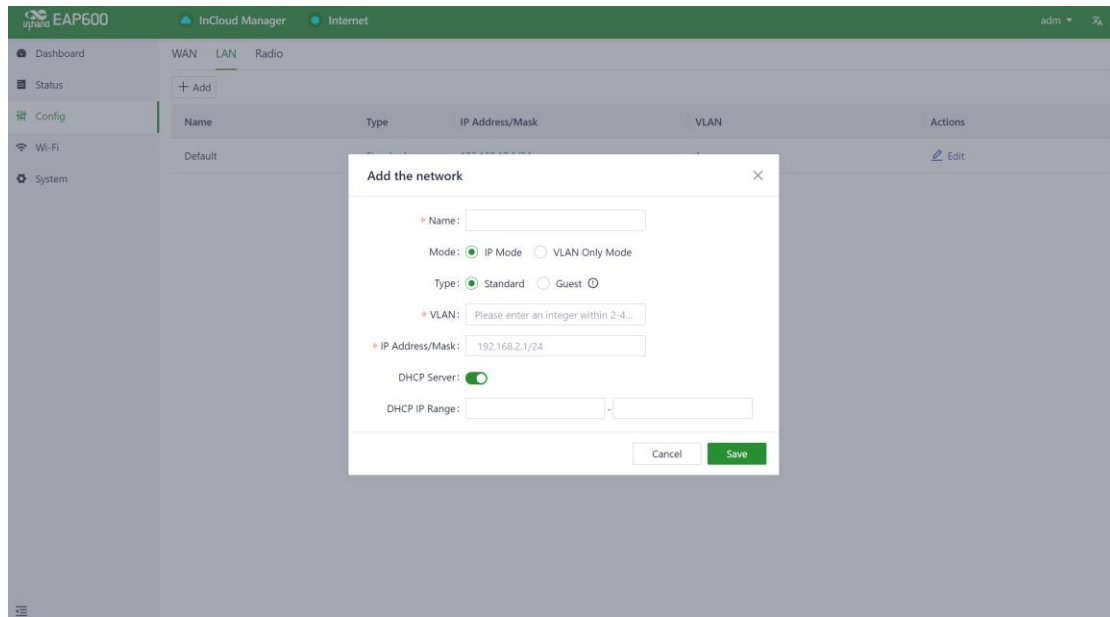 inhand EAP600 InCloud Manager Internet adm
Dashboard
Status
Config
Wi-Fi
System
WAN LAN Radio
+ Add
Name Type IP Address/Mask VLAN Actions
Default Edit
Add the network
* Name:
Mode: IP Mode VLAN Only Mode
Type: Standard Guest
* VLAN: Please enter an integer within 2-4...
* IP Address/Mask: 192.168.2.1/24
DHCP Server:
DHCP IP Range: -
Cancel Save